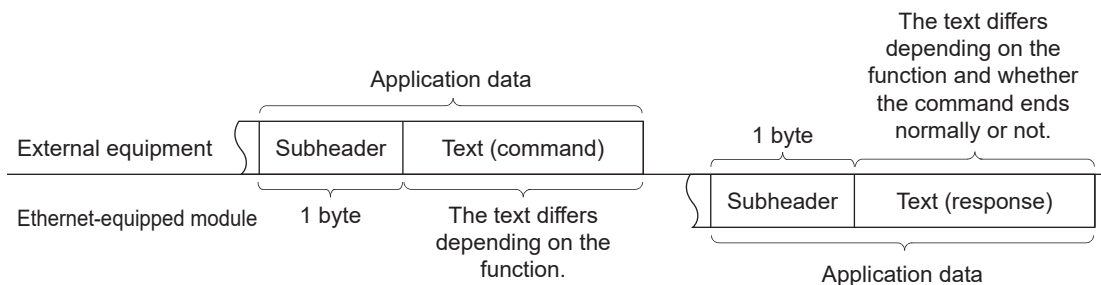 The text differs
depending on the
function and whether
the command ends
normally or not.
Application data
1 byte
External equipment
Subheader
Text (command)
Ethernet-equipped module
1 byte
The text differs
depending on the
function.
Subheader
Text (response)
Application data